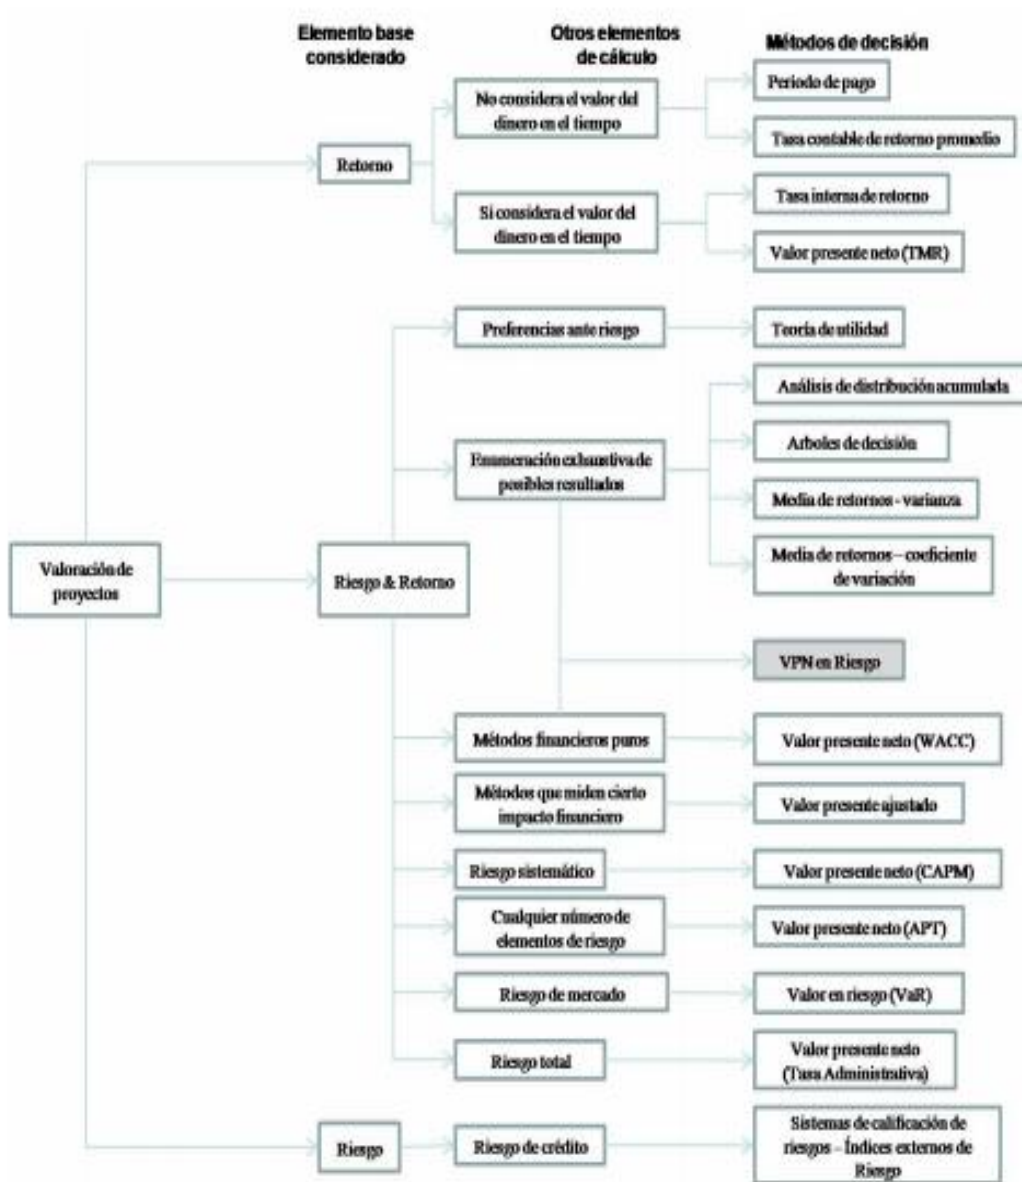 Elemento base
considerado
Otros elementos
de cálculo
Métodos de decisión
No considera el valor del
dinero en el tiempo
Periodo de pago
Tasa contable de retorno promedio
Retorno
Si considera el valor del
dinero en el tiempo
Tasa interna de retorno
Valor presente neto (TMR)
Preferencias ante riesgo
Teoría de utilidad
Análisis de distribución acumulada
Enumeración exhaustiva de
posibles resultados
Arboles de decisión
Media de retornos - varianza
Media de retornos – coeficiente
de variación
Valoración de
proyectos
Riesgo & Retorno
VPN en Riesgo
Métodos financieros puros
Valor presente neto (WACC)
Métodos que miden cierto
impacto financiero
Valor presente ajustado
Riesgo sistemático
Valor presente neto (CAPM)
Cualquier número de
elementos de riesgo
Valor presente neto (APT)
Riesgo de mercado
Valor en riesgo (VaR)
Riesgo total
Valor presente neto
(Tasa Administrativa)
Riesgo
Riesgo de crédito
Sistemas de calificación de
riesgos – Índices externos de
Riesgo